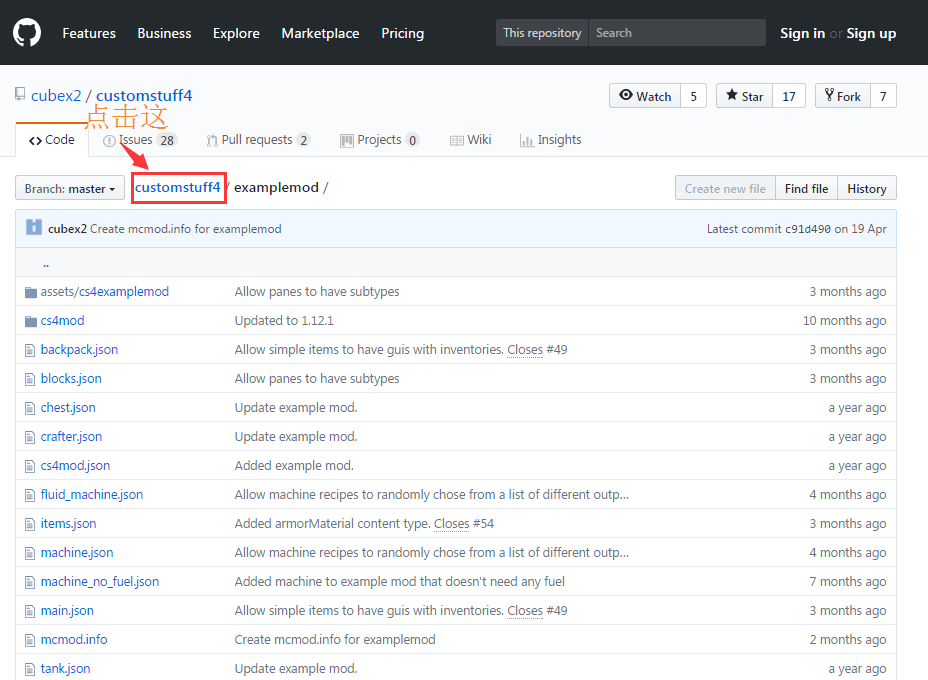 Features Business Explore Marketplace Pricing This repository Search Sign in or Sign up
cubex2 / customstuff4 Watch 5 Star 17 Fork 7
点击这
Code Issues 28 Pull requests 2 Projects 0 Wiki Insights
Branch: master customstuff4 / examplemod / Create new file Find file History
cubex2 Create mcmod.info for examplemod Latest commit c91d490 on 19 Apr
..
assets/cs4examplemod Allow panes to have subtypes 3 months ago
cs4mod Updated to 1.12.1 10 months ago
backpack.json Allow simple items to have guis with inventories. Closes #49 3 months ago
blocks.json Allow panes to have subtypes 3 months ago
chest.json Update example mod. a year ago
crafter.json Update example mod. a year ago
cs4mod.json Added example mod. a year ago
fluid_machine.json Allow machine recipes to randomly chose from a list of different outp... 4 months ago
items.json Added armorMaterial content type. Closes #54 3 months ago
machine.json Allow machine recipes to randomly chose from a list of different outp... 4 months ago
machine_no_fuel.json Added machine to example mod that doesn't need any fuel 7 months ago
main.json Allow simple items to have guis with inventories. Closes #49 3 months ago
mcmod.info Create mcmod.info for examplemod 2 months ago
tank.json Update example mod. a year ago